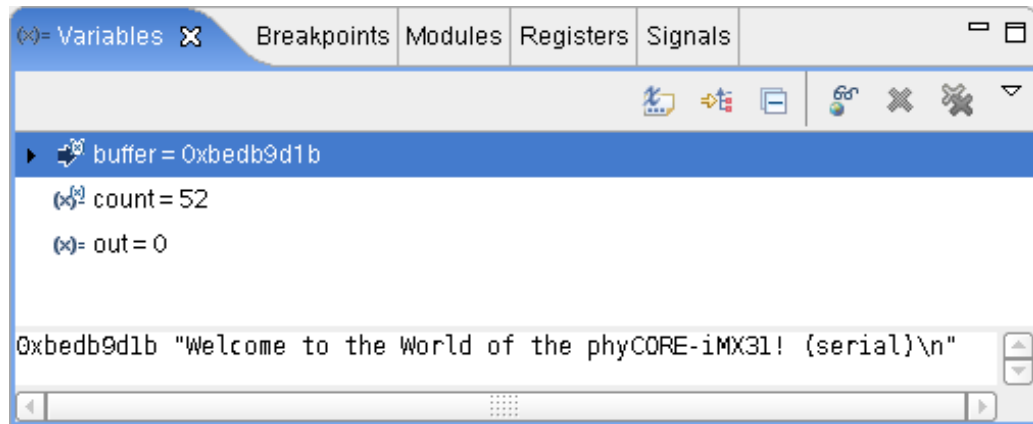 (x)= Variables Breakpoints Modules Registers Signals
buffer = 0xbedb9d1b
count = 52
out = 0
0xbedb9d1b "Welcome to the World of the phyCORE-iMX31! (serial)\n"